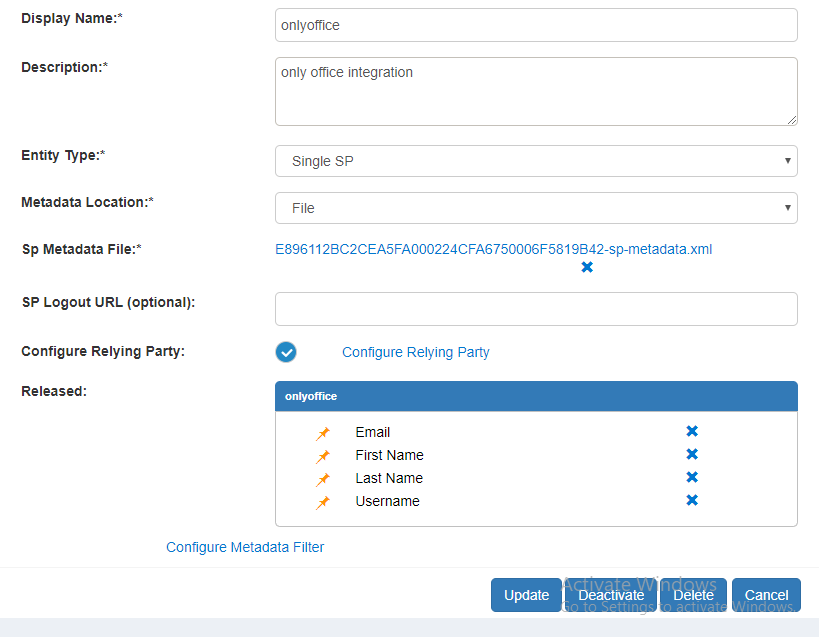 Display Name:*
onlyoffice
Description:*
only office integration
Entity Type:*
Single SP
Metadata Location:*
File
Sp Metadata File:*
E896112BC2CEA5FA000224CFA6750006F5819B42-sp-metadata.xml
SP Logout URL (optional):
Configure Relying Party:
Configure Relying Party
Released:
onlyoffice
Email
First Name
Last Name
Username
Configure Metadata Filter
Activate Windows
Update Deactivate Delete Cancel
Go to Settings to activate Windows.